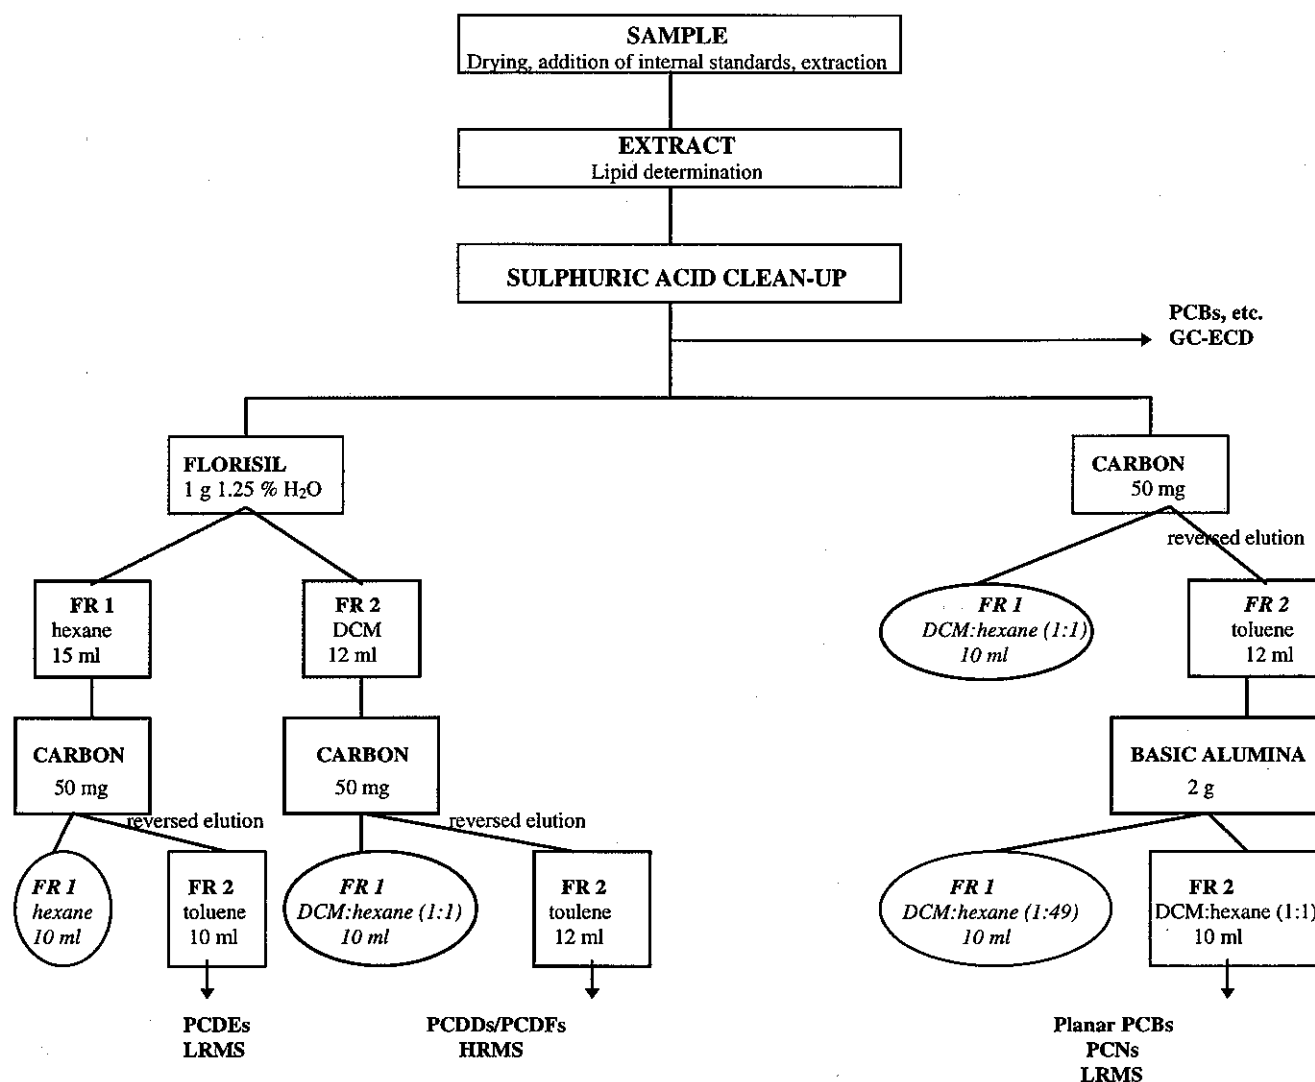 SAMPLE
Drying, addition of internal standards, extraction
EXTRACT
Lipid determination
SULPHURIC ACID CLEAN-UP
PCBs, etc.
GC-ECD
FLORISIL
1 g 1.25 % H₂O
CARBON
50 mg
reversed elution
FR 1
hexane
15 ml
FR 2
DCM
12 ml
FR 1
DCM:hexane (1:1)
10 ml
FR 2
toluene
12 ml
CARBON
50 mg
CARBON
50 mg
BASIC ALUMINA
2 g
reversed elution
reversed elution
FR 1
hexane
10 ml
FR 2
toluene
10 ml
FR 1
DCM:hexane (1:1)
10 ml
FR 2
toulene
12 ml
FR 1
DCM:hexane (1:49)
10 ml
FR 2
DCM:hexane (1:1)
10 ml
PCDEs
LRMS
PCDDs/PCDFs
HRMS
Planar PCBs
PCNs
LRMS